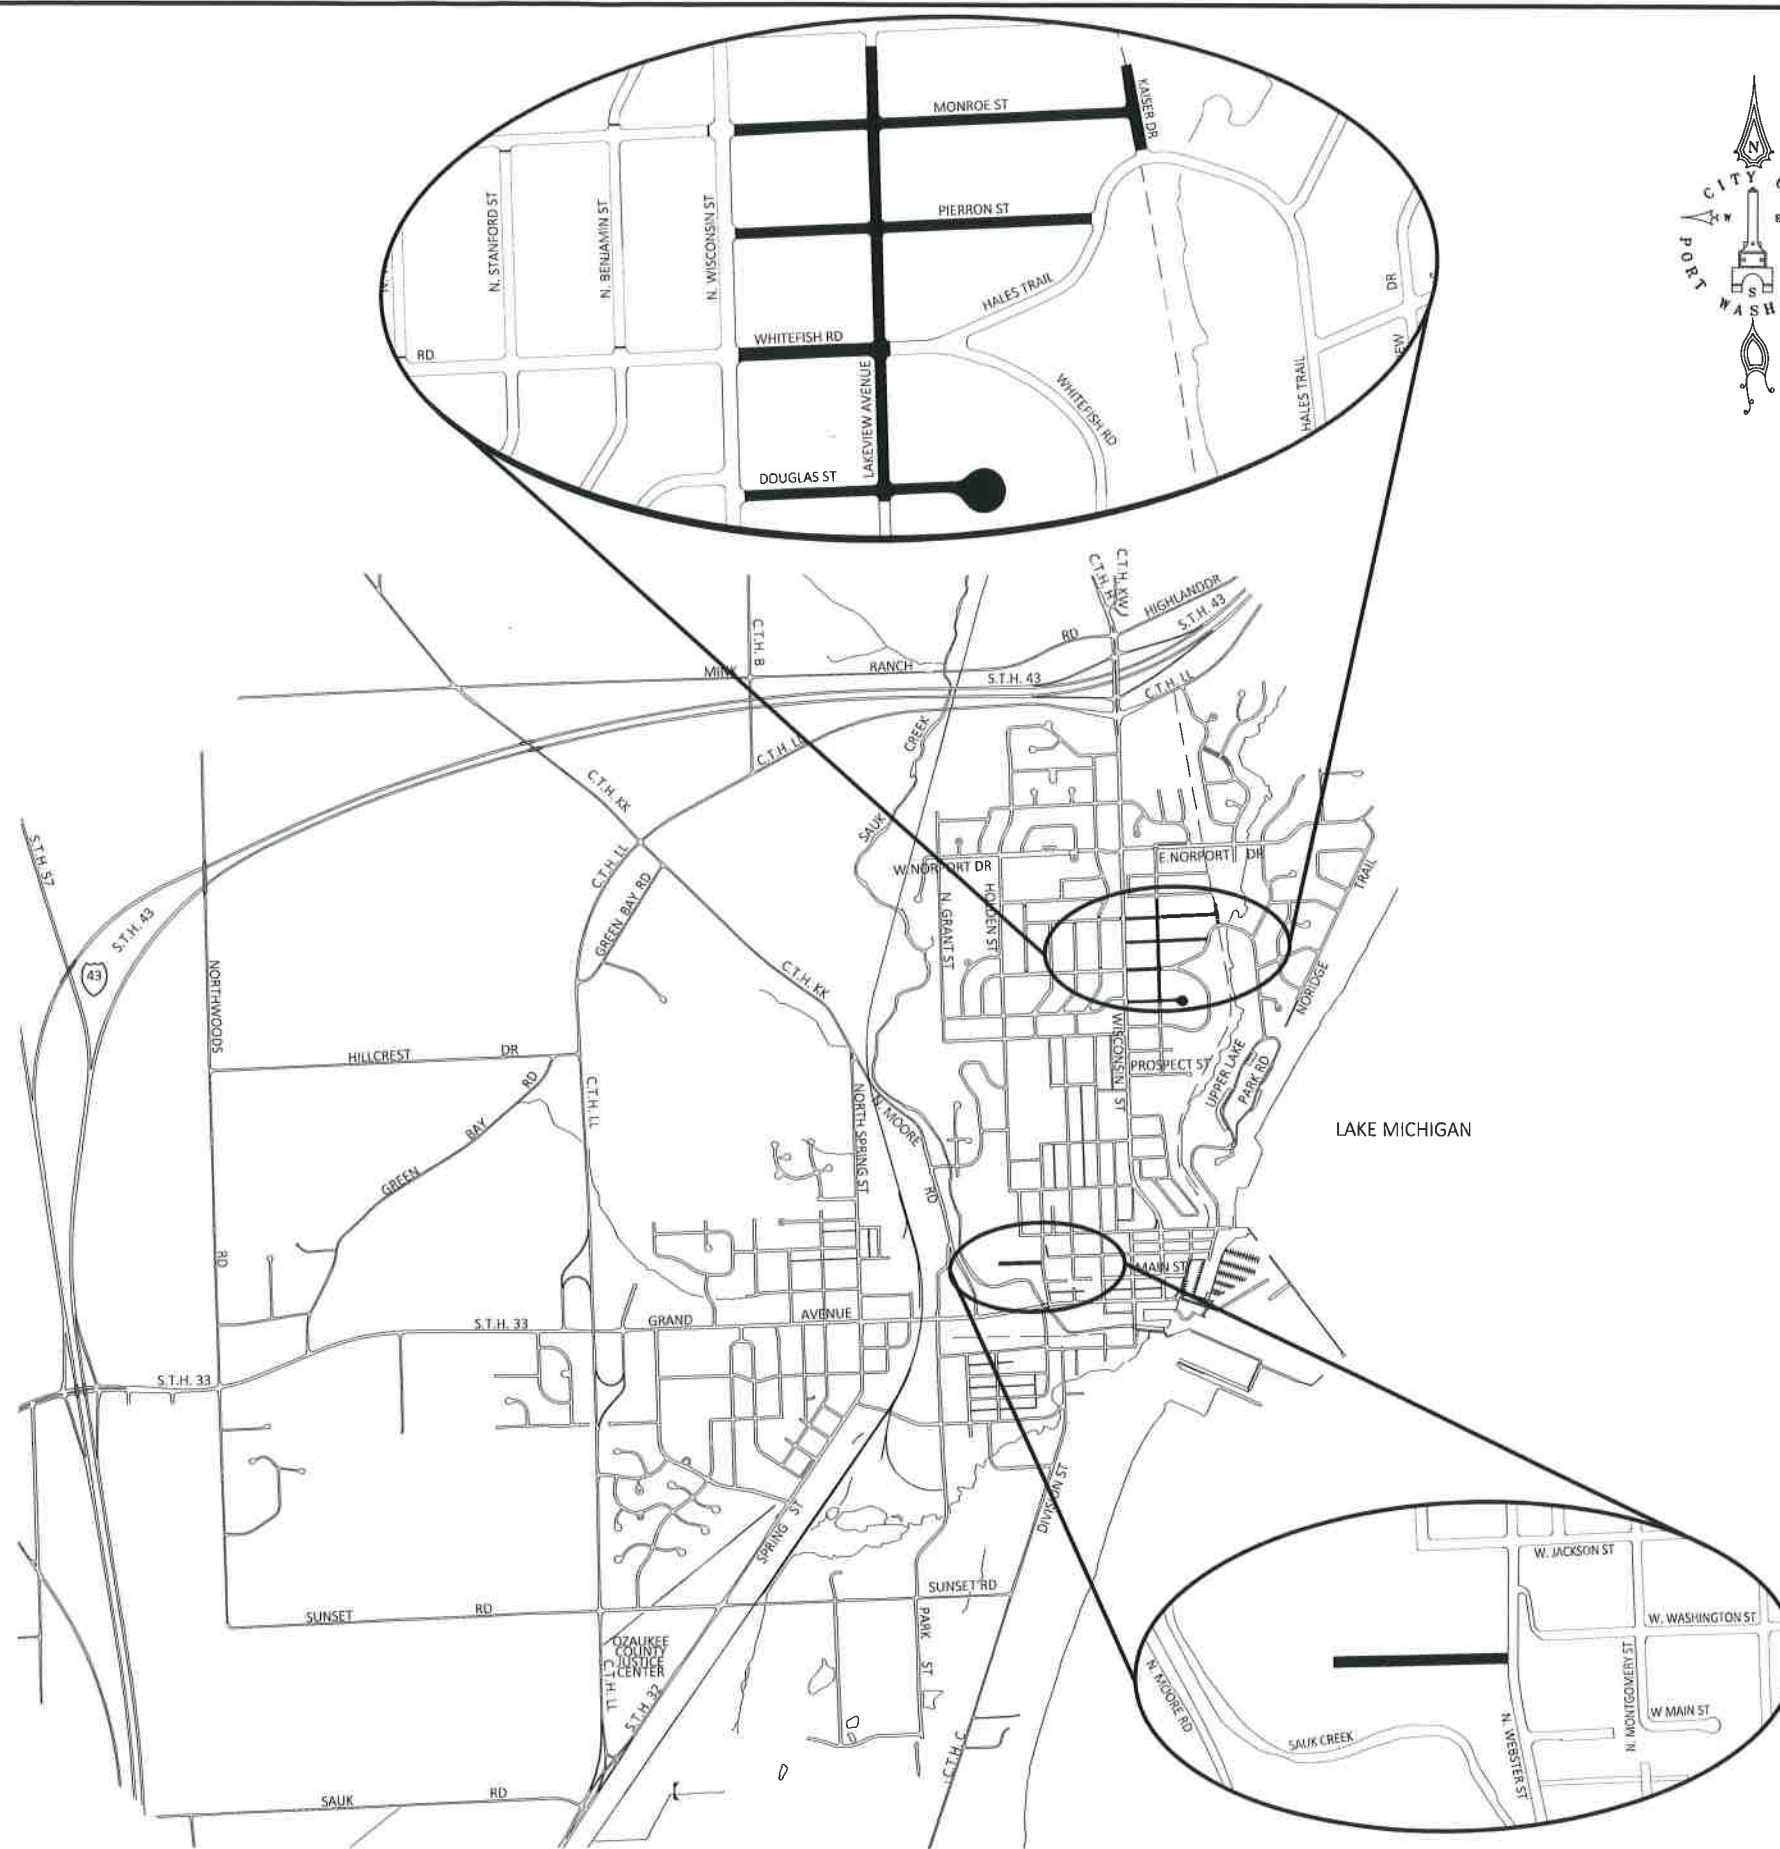 MONROE ST
KAISER DR
PIERRON ST
N. STANFORD ST
N. BENJAMIN ST
N. WISCONSIN ST
HALES TRAIL
WHITEFISH RD
RD
LAKEVIEW AVENUE
WHITEFISH RD
HALES TRAIL
DR
DOUGLAS ST
N
CITY
W
S
PORT
WASH
C.T.H. H
C.T.H. KW
HIGHLAND DR
S.T.H. 43
C.T.H. B
MINK
RANCH
RD
S.T.H. 43
C.T.H. LL
C.T.H. LL
CREEK
SAUK
C.T.H. KK
C.T.H. LL
GREEN BAY RD
W. NORPORT DR
E. NORPORT DR
HOLDEN ST
N. GRANT ST
TRAIL
NORIDGE
S.T.H. 57
S.T.H. 43
43
NORTHWOODS
RD
C.T.H. KK
HILLCREST
DR
RD
BAY
GREEN
C.T.H. LL
NORTH SPRING ST
N. MOORE
RD
WISCONSIN
ST
PROSPECT ST
UPPER LAKE
PARK RD
LAKE MICHIGAN
MAIN ST
S.T.H. 33
GRAND
AVENUE
S.T.H. 33
DIVISION ST
SPRING
ST
SUNSET
RD
SUNSET RD
PARK
ST
OZAUKEE
COUNTY
JUSTICE
CENTER
C.T.H. LL
S.T.H. 32
C.T.H. C
SAUK
RD
W. JACKSON ST
W. WASHINGTON ST
N. MONTGOMERY ST
W MAIN ST
N. MOORE RD
SAUK CREEK
N. WEBSTER ST